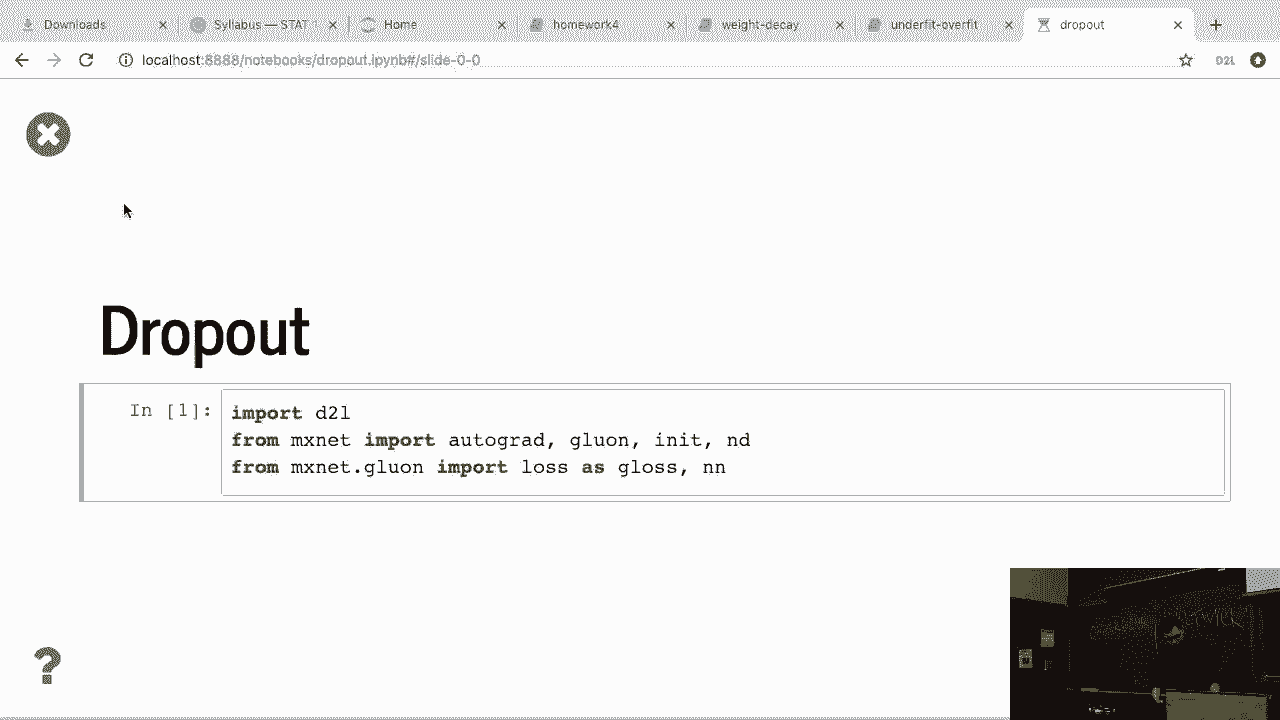 Downloads
Syllabus — STAT
Home
homework4
weight-decay
underfit-overfit
dropout
localhost:8888/notebooks/dropout.ipynb#/slide-0-0
D2L
Dropout
In [1]:
import d2l
from mxnet import autograd, gluon, init, nd
from mxnet.gluon import loss as gloss, nn
?